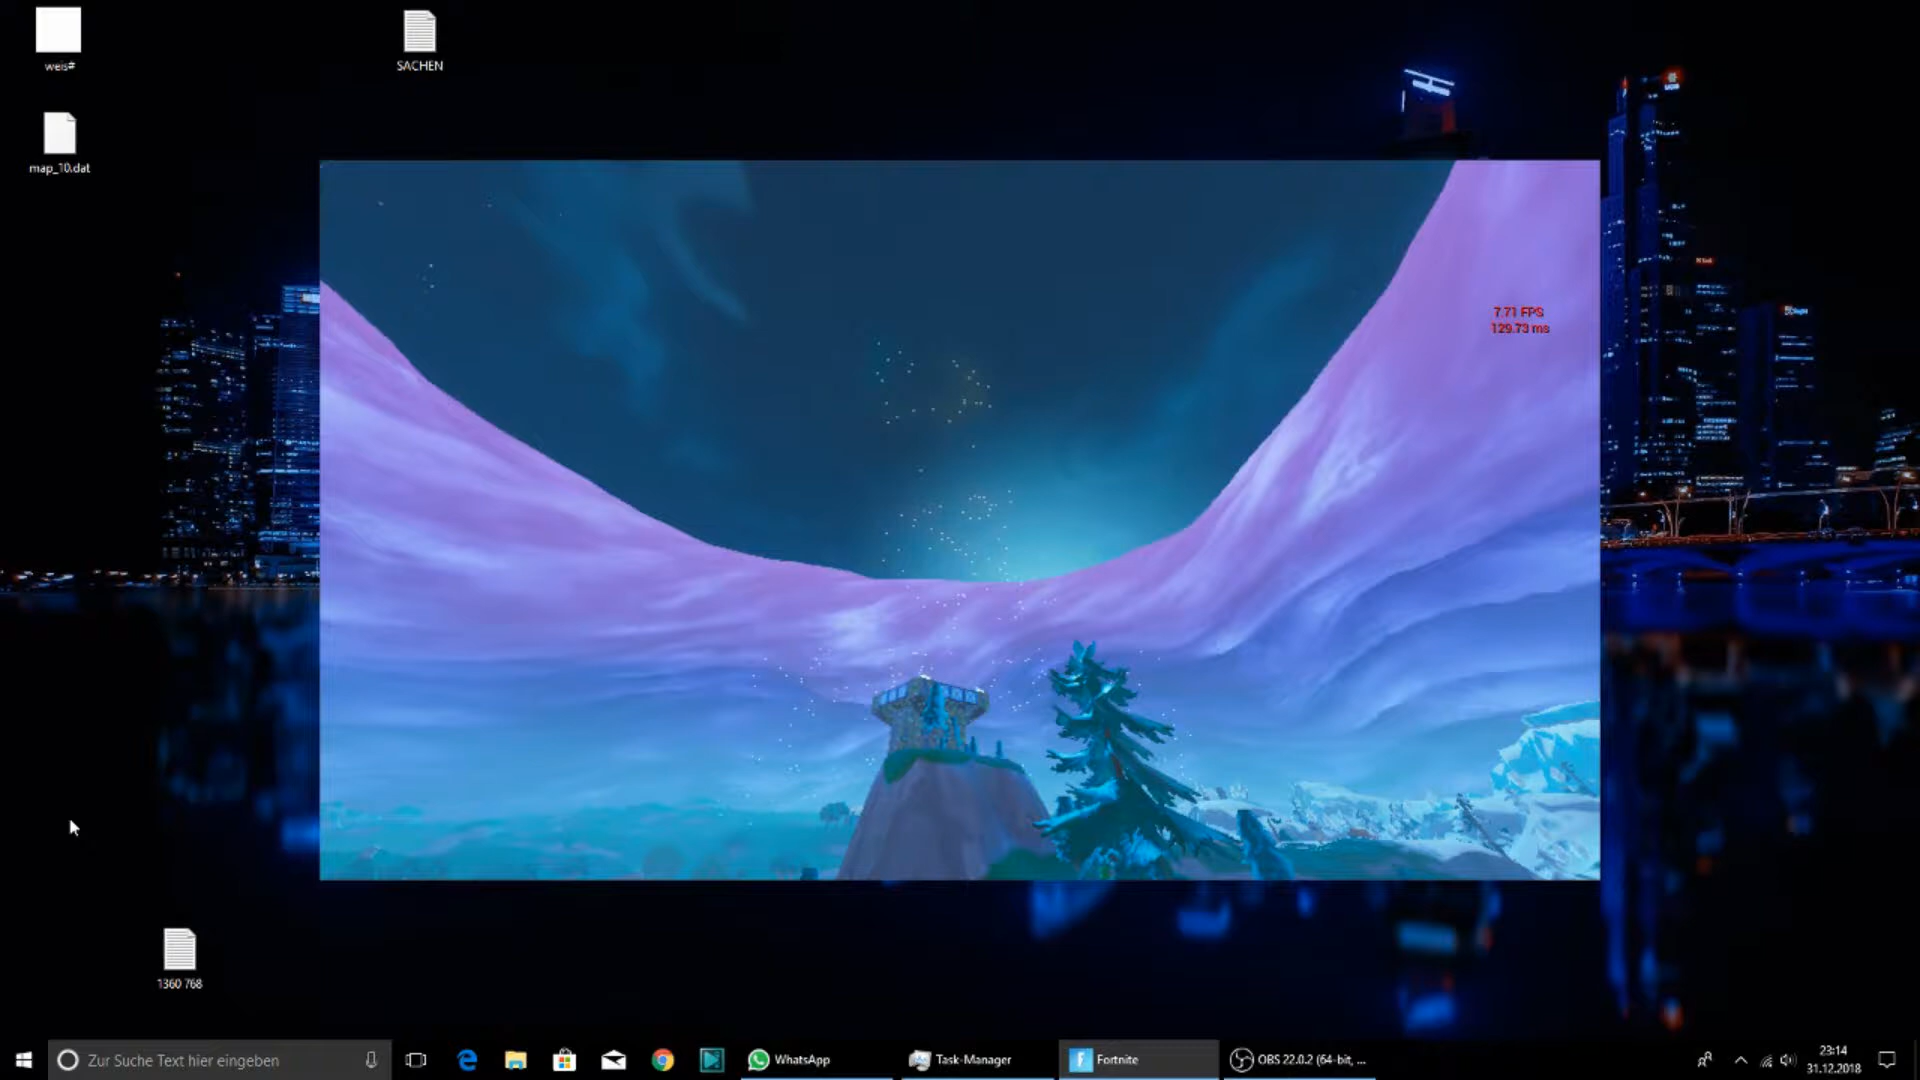 weis#
SACHEN
map_10.dat
7.71 FPS
129.73 ms
1360 768
Zur Suche Text hier eingeben
WhatsApp
Task-Manager
Fortnite
OBS 22.0.2 (64-bit, ...
23:14
31.12.2018